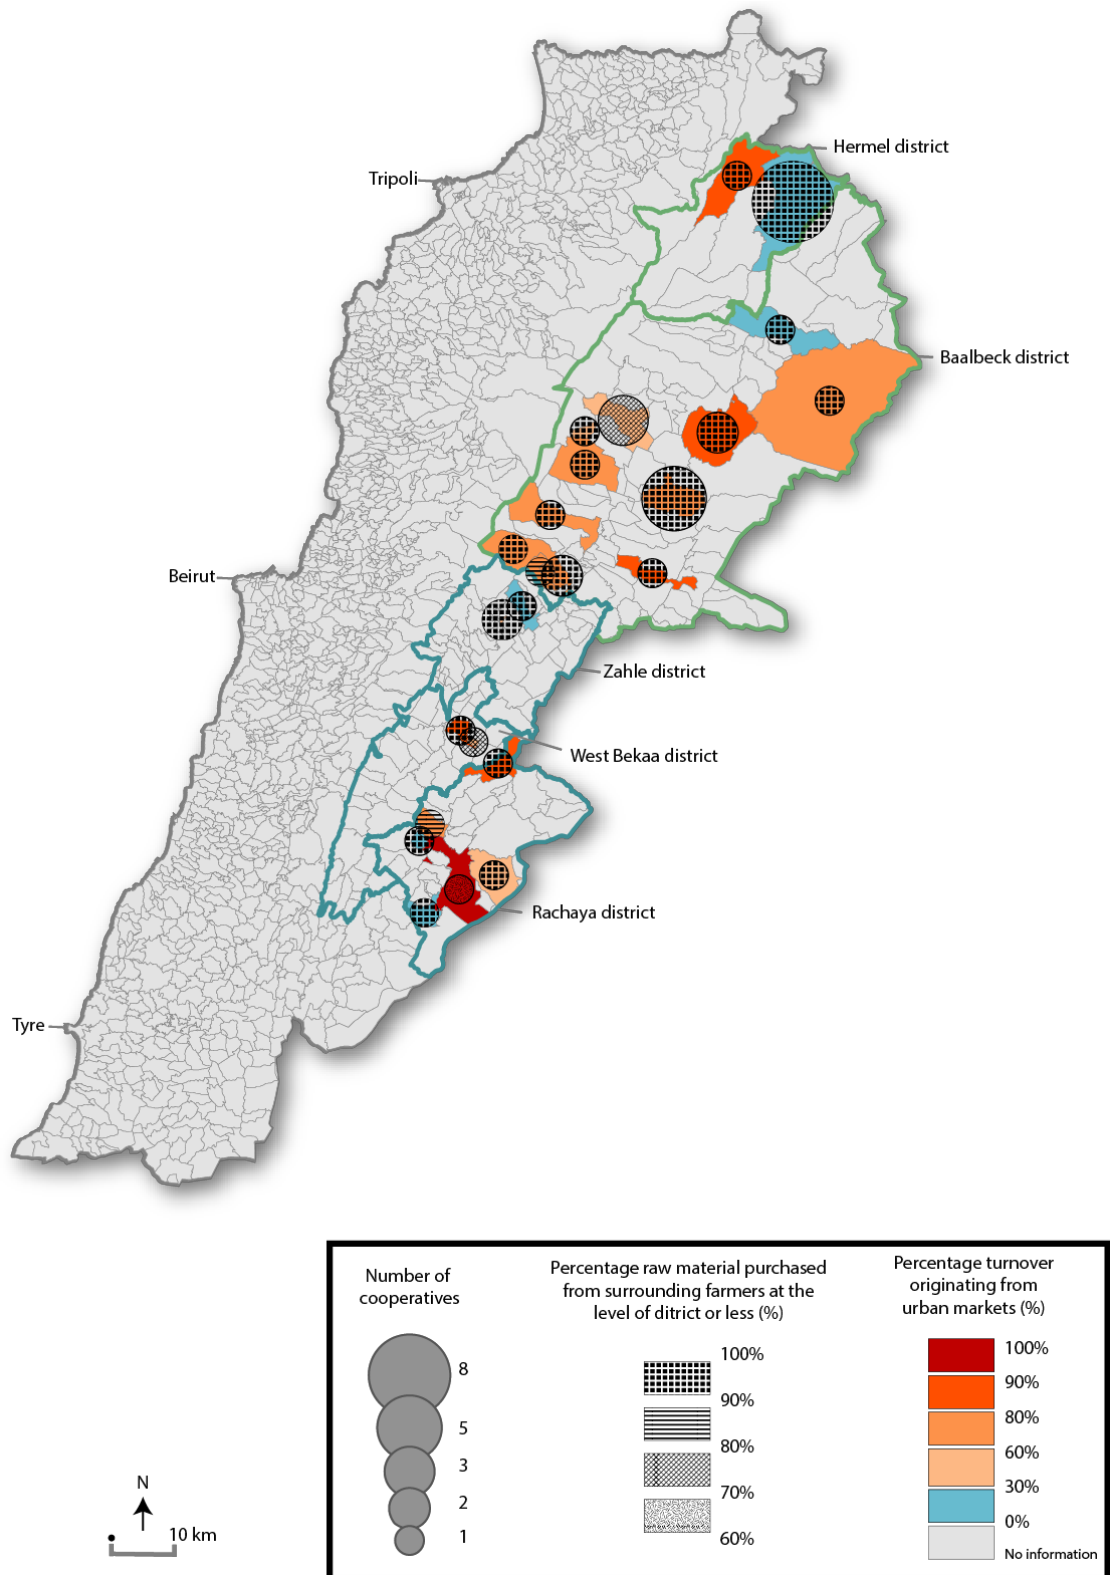 Hermel district
Tripoli
Baalbeck district
Beirut
Zahle district
West Bekaa district
Rachaya district
Tyre
N
10 km
Number of
cooperatives
8
5
3
2
1
Percentage raw material purchased
from surrounding farmers at the
level of ditrict or less (%)
100%
90%
80%
70%
60%
Percentage turnover
originating from
urban markets (%)
100%
90%
80%
60%
30%
0%
No information